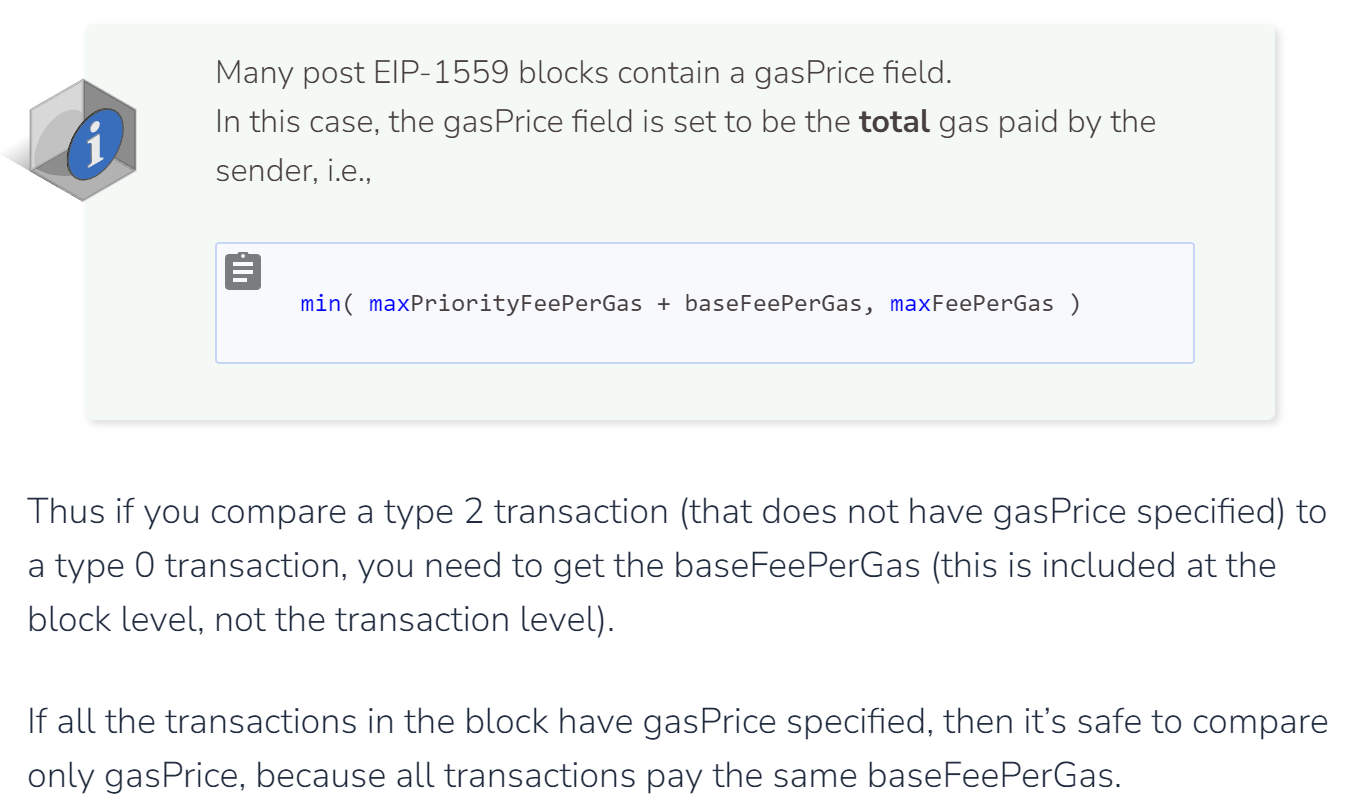 Many post EIP-1559 blocks contain a gasPrice field.
In this case, the gasPrice field is set to be the total gas paid by the
sender, i.e.,
min( maxPriorityFeePerGas + baseFeePerGas, maxFeePerGas )
Thus if you compare a type 2 transaction (that does not have gasPrice specified) to
a type 0 transaction, you need to get the baseFeePerGas (this is included at the
block level, not the transaction level).
If all the transactions in the block have gasPrice specified, then it’s safe to compare
only gasPrice, because all transactions pay the same baseFeePerGas.